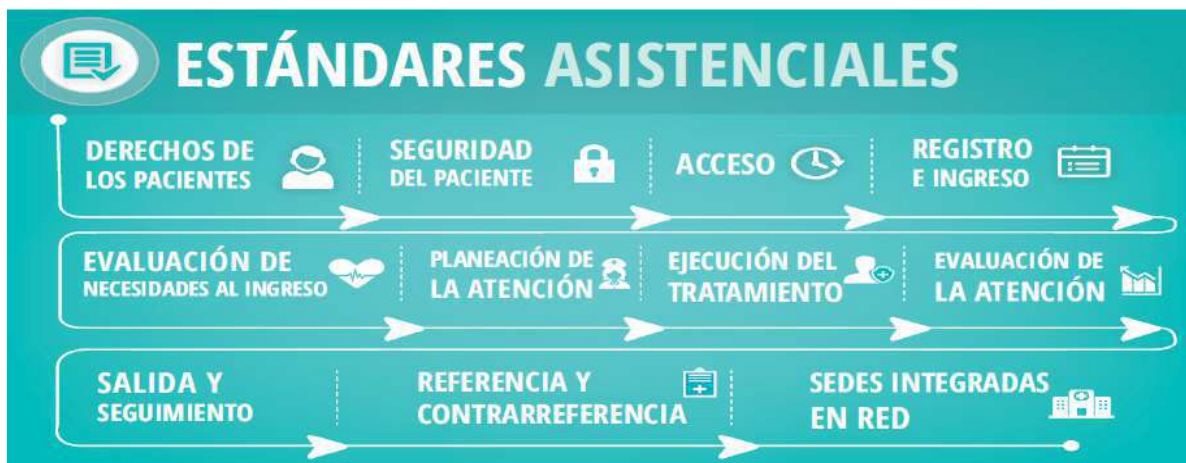 ESTÁNDARES ASISTENCIALES
DERECHOS DE
LOS PACIENTES
SEGURIDAD
DEL PACIENTE
ACCESO
REGISTRO
E INGRESO
EVALUACIÓN DE
NECESIDADES AL INGRESO
PLANEACIÓN DE
LA ATENCIÓN
EJECUCIÓN DEL
TRATAMIENTO
EVALUACIÓN DE
LA ATENCIÓN
SALIDA Y
SEGUIMIENTO
REFERENCIA Y
CONTRARREFERENCIA
SEDES INTEGRADAS
EN RED